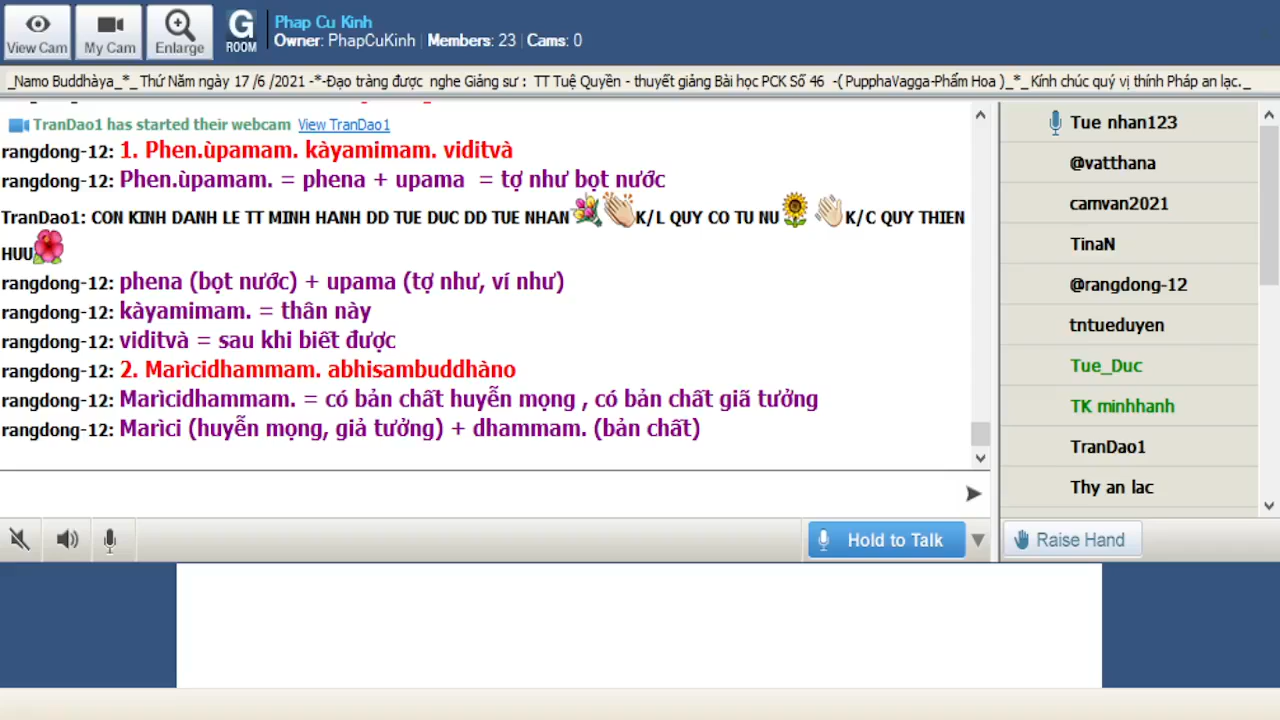 View Cam
My Cam
Enlarge
G
ROOM
Phap Cu Kinh
Owner: PhapCuKinh | Members: 23 | Cams: 0
_Namo Buddhàya_*_ Thứ Năm ngày 17 /6 /2021 -*-Đạo tràng được nghe Giảng sư : TT Tuệ Quyền - thuyết giảng Bài học PCK Số 46 -( PupphaVagga-Phẩm Hoa )_*_ Kính chúc quý vị thính Pháp an lạc._
TranDao1 has started their webcam View TranDao1
rangdong-12: 1. Phen.ùpamam. kàyamimam. viditvà
rangdong-12: Phen.ùpamam. = phena + upama = tợ như bọt nước
TranDao1: CON KINH DANH LE TT MINH HANH DD TUE DUC DD TUE NHAN K/L QUY CO TU NU K/C QUY THIEN
HUU
rangdong-12: phena (bọt nước) + upama (tợ như, ví như)
rangdong-12: kàyamimam. = thân này
rangdong-12: viditvà = sau khi biết được
rangdong-12: 2. Marìcidhammam. abhisambuddhàno
rangdong-12: Marìcidhammam. = có bản chất huyễn mọng , có bản chất giã tưởng
rangdong-12: Marìci (huyễn mọng, giả tưởng) + dhammam. (bản chất)
Tue nhan123
@vatthana
camvan2021
TinaN
@rangdong-12
tntueduyen
Tue_Duc
TK minhhanh
TranDao1
Thy an lac
Hold to Talk
Raise Hand